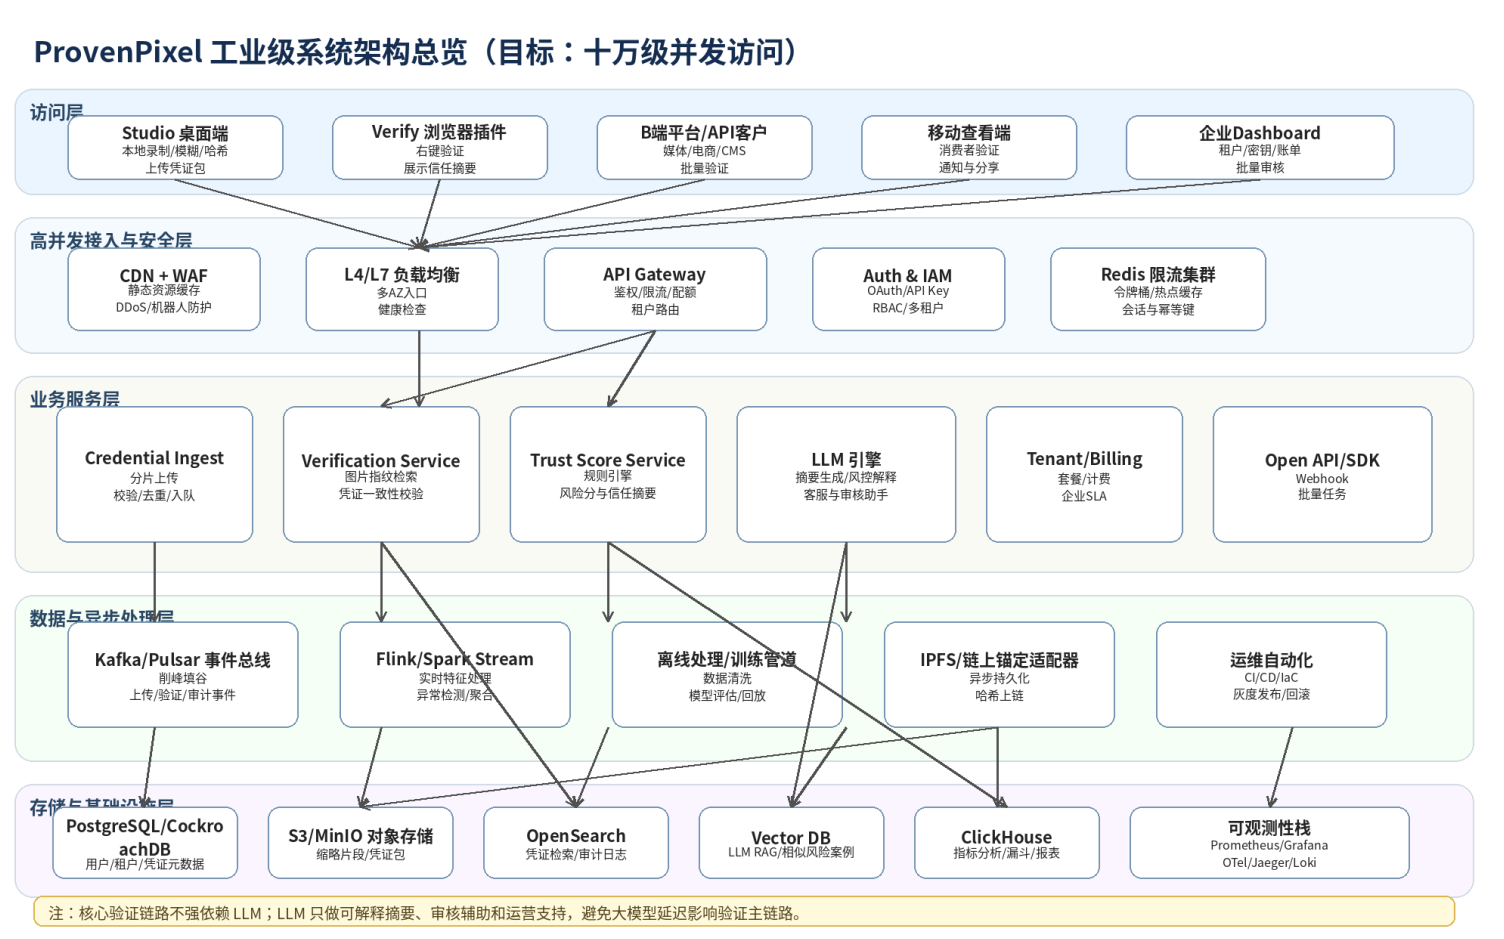 ProvenPixel 工业级系统架构总览（目标：十万级并发访问）
访问层
Studio 桌面端
本地录制/模糊/哈希
上传凭证包
Verify 浏览器插件
右键验证
展示信任摘要
B端平台/API客户
媒体/电商/CMS
批量验证
移动查看端
消费者验证
通知与分享
企业Dashboard
租户/密钥/账单
批量审核
高并发接入与安全层
CDN + WAF
静态资源缓存
DDoS/机器人防护
L4/L7 负载均衡
多AZ入口
健康检查
API Gateway
鉴权/限流/配额
租户路由
Auth & IAM
OAuth/API Key
RBAC/多租户
Redis 限流集群
令牌桶/热点缓存
会话与幂等键
业务服务层
Credential Ingest
分片上传
校验/去重/入队
Verification Service
图片指纹检索
凭证一致性校验
Trust Score Service
规则引擎
风险分与信任摘要
LLM 引擎
摘要生成/风控解释
客服与审核助手
Tenant/Billing
套餐/计费
企业SLA
Open API/SDK
Webhook
批量任务
数据与异步处理层
Kafka/Pulsar 事件总线
削峰填谷
上传/验证/审计事件
Flink/Spark Stream
实时特征处理
异常检测/聚合
离线处理/训练管道
数据清洗
模型评估/回放
IPFS/链上锚定适配器
异步持久化
哈希上链
运维自动化
CI/CD/IaC
灰度发布/回滚
存储与基础设施层
PostgreSQL/Cockro
achDB
用户/租户/凭证元数据
S3/MinIO 对象存储
缩略片段/凭证包
OpenSearch
凭证检索/审计日志
Vector DB
LLM RAG/相似风险案例
ClickHouse
指标分析/漏斗/报表
可观测性栈
Prometheus/Grafana
OTel/Jaeger/Loki
注：核心验证链路不强依赖 LLM；LLM 只做可解释摘要、审核辅助和运营支持，避免大模型延迟影响验证主链路。